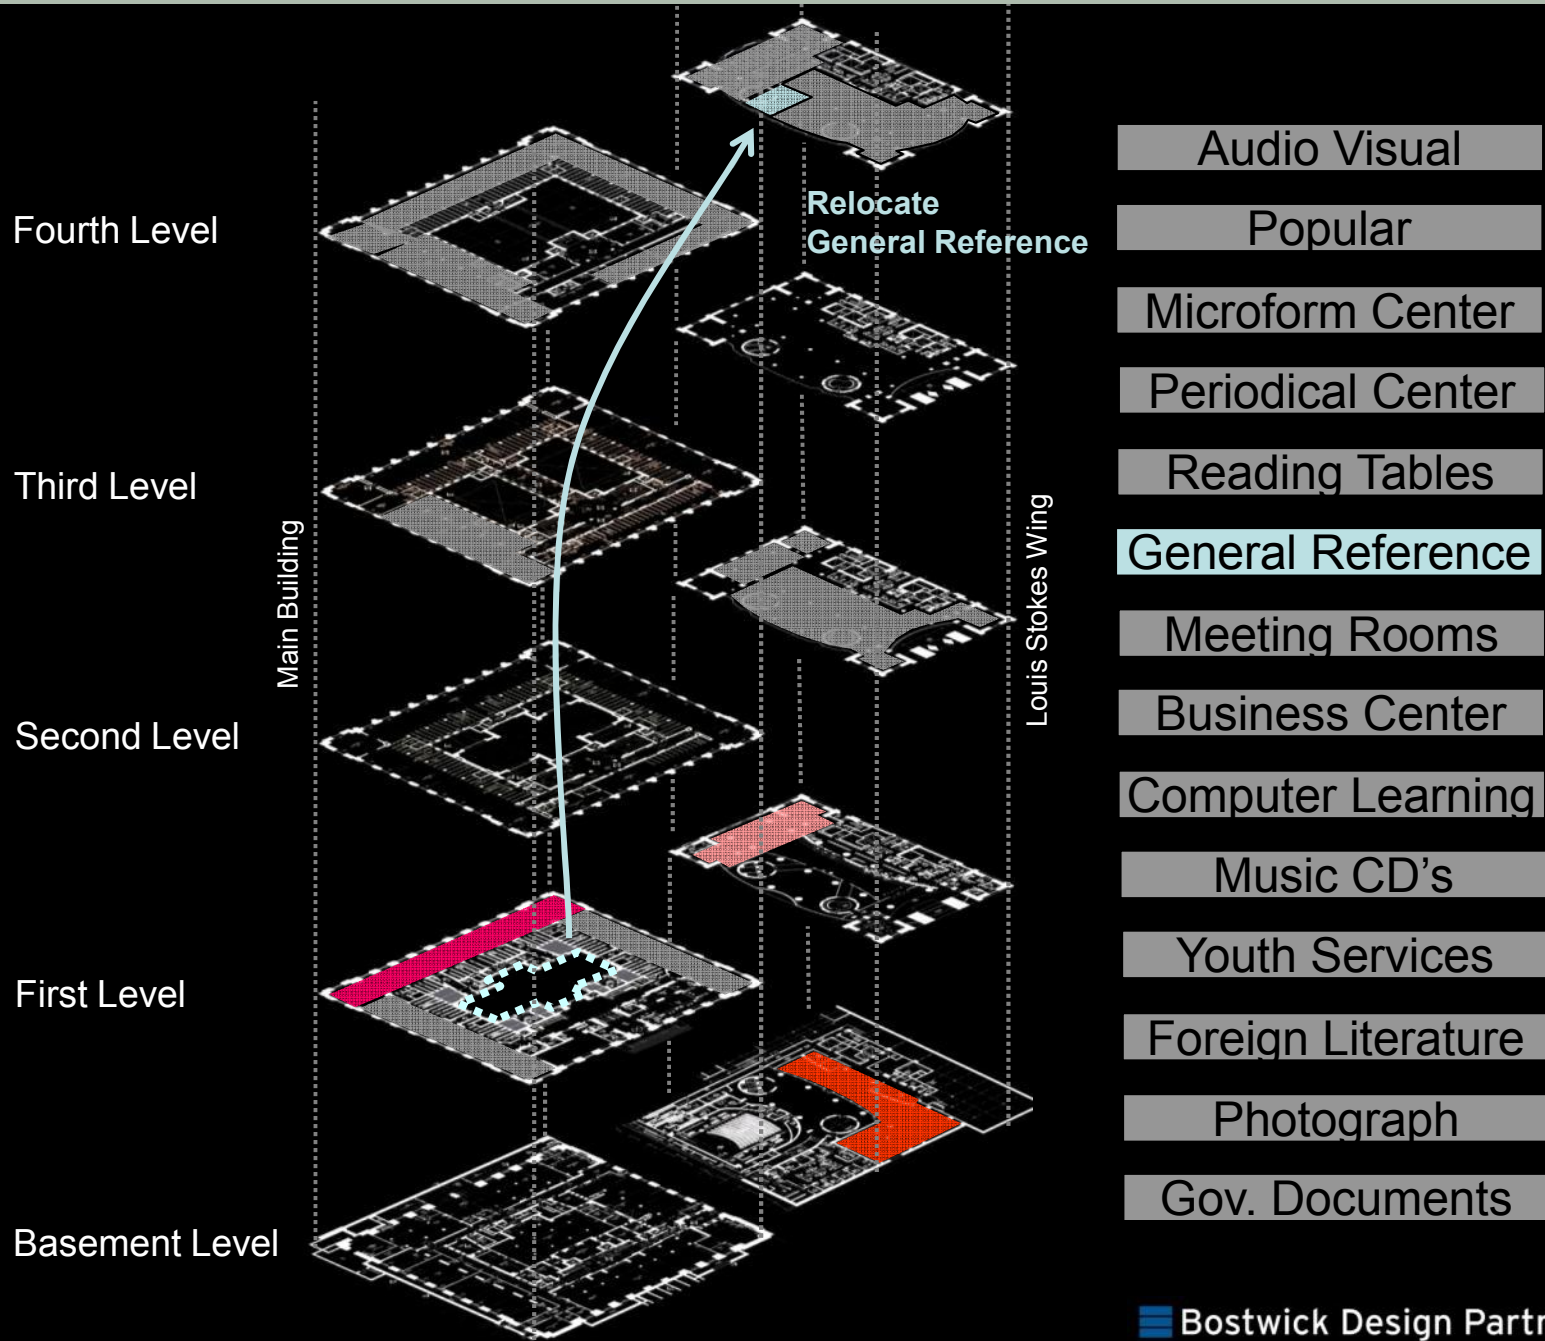 Fourth Level
Third Level
Second Level
First Level
Basement Level
Main Building
Relocate
General Reference
Louis Stokes Wing
Audio Visual
Popular
Microform Center
Periodical Center
Reading Tables
General Reference
Meeting Rooms
Business Center
Computer Learning
Music CD's
Youth Services
Foreign Literature
Photograph
Gov. Documents
Bostwick Design Partn